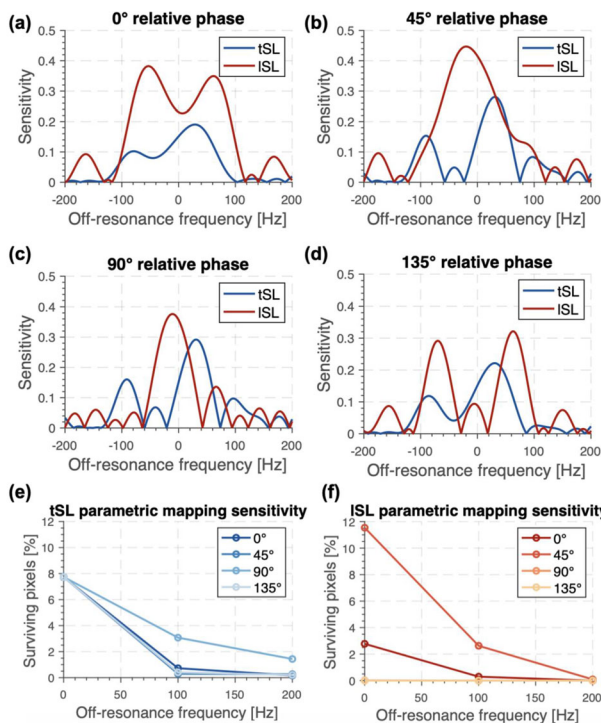 (a)
0° relative phase
0.5
0.4
0.3
0.2
0.1
0
Sensitivity
tSL
lSL
-200 -100 0 100 200
Off-resonance frequency [Hz]
(b)
45° relative phase
0.5
0.4
0.3
0.2
0.1
0
Sensitivity
tSL
lSL
-200 -100 0 100 200
Off-resonance frequency [Hz]
(c)
90° relative phase
0.5
0.4
0.3
0.2
0.1
0
Sensitivity
tSL
lSL
-200 -100 0 100 200
Off-resonance frequency [Hz]
(d)
135° relative phase
0.5
0.4
0.3
0.2
0.1
0
Sensitivity
tSL
lSL
-200 -100 0 100 200
Off-resonance frequency [Hz]
(e)
tSL parametric mapping sensitivity
12
10
8
6
4
2
0
Surviving pixels [%]
0°
45°
90°
135°
0 50 100 150 200
Off-resonance frequency [Hz]
(f)
lSL parametric mapping sensitivity
12
10
8
6
4
2
0
Surviving pixels [%]
0°
45°
90°
135°
0 50 100 150 200
Off-resonance frequency [Hz]